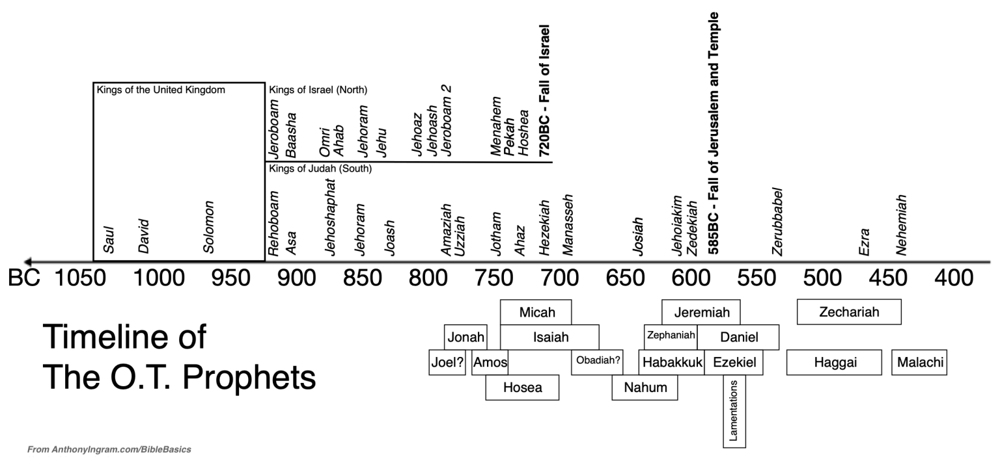 720BC - Fall of Israel
585BC - Fall of Jerusalem and Temple
Kings of the United Kingdom
Kings of Israel (North)
Jeroboam
Baasha
Omri
Ahab
Jehoram
Jehu
Jehoaz
Jehoash
Jeroboam 2
Menahem
Pekah
Hoshea
Kings of Judah (South)
Saul
David
Solomon
Rehoboam
Asa
Jehoshaphat
Jehoram
Joash
Amaziah
Uzziah
Jotham
Ahaz
Hezekiah
Manasseh
Josiah
Jehoiakim
Zedekiah
Zerubbabel
Ezra
Nehemiah
BC 1050 1000 950 900 850 800 750 700 650 600 550 500 450 400
Micah
Jeremiah
Zechariah
Jonah
Isaiah
Zephaniah
Daniel
Joel?
Amos
Obadiah?
Habakkuk
Ezekiel
Haggai
Malachi
Hosea
Nahum
Lamentations
Timeline of
The O.T. Prophets
From AnthonyIngram.com/BibleBasics